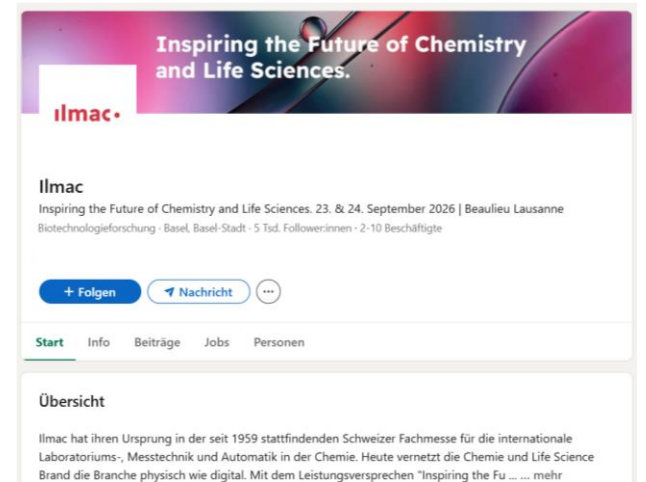 Inspiring the Future of Chemistry
and Life Sciences.
ılmac•
Ilmac
Inspiring the Future of Chemistry and Life Sciences. 23. & 24. September 2026 | Beaulieu Lausanne
Biotechnologieforschung · Basel, Basel-Stadt · 5 Tsd. Follower:innen · 2-10 Beschäftigte
+ Folgen
Nachricht
...
Start Info Beiträge Jobs Personen
Übersicht
Ilmac hat ihren Ursprung in der seit 1959 stattfindenden Schweizer Fachmesse für die internationale
Laboratoriums-, Messtechnik und Automatik in der Chemie. Heute vernetzt die Chemie und Life Science
Brand die Branche physisch wie digital. Mit dem Leistungsversprechen "Inspiring the Fu ... ... mehr